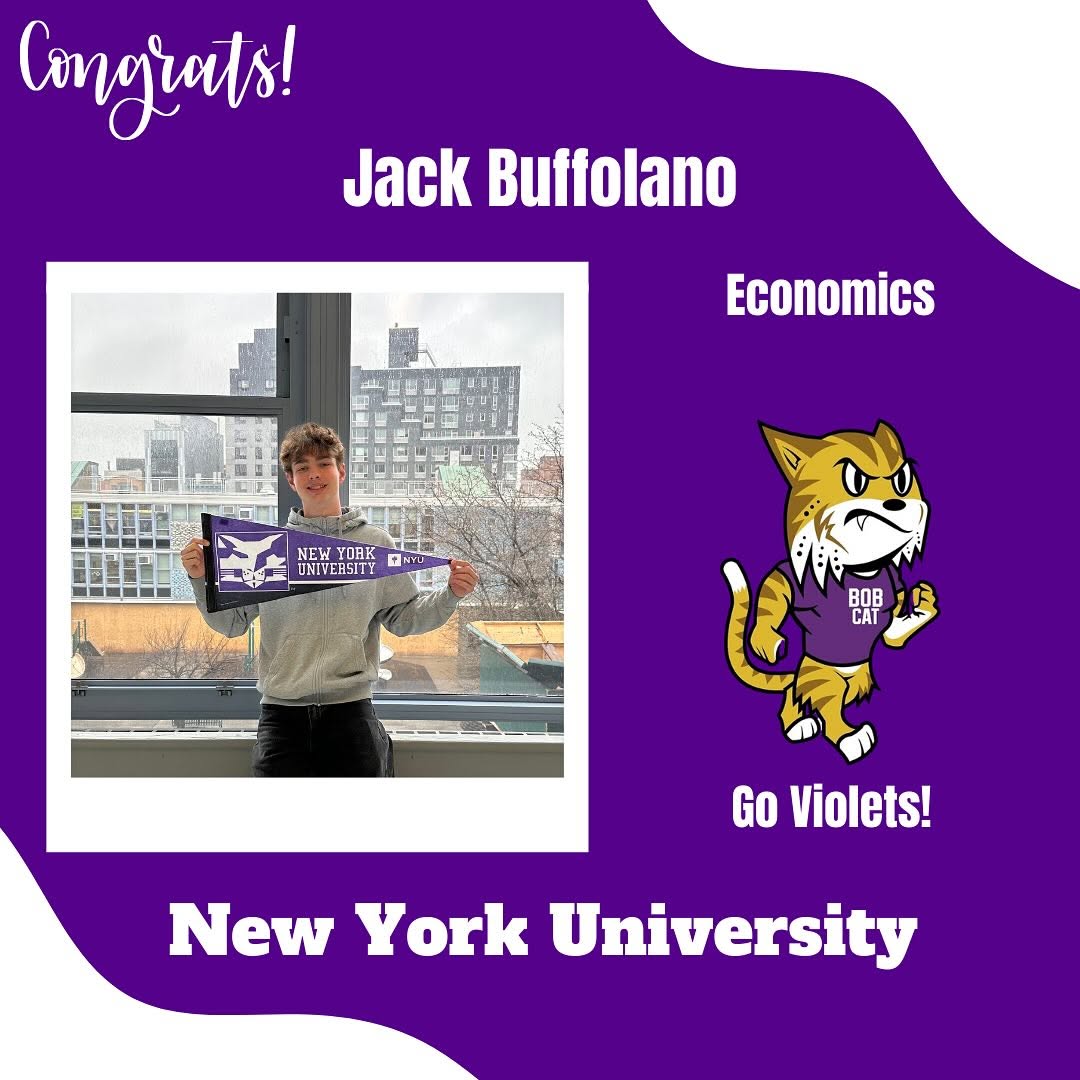 Congrats!
Jack Buffolano
Economics
NEW YORK
UNIVERSITY
NYU
BOB
CAT
Go Violets!
New York University